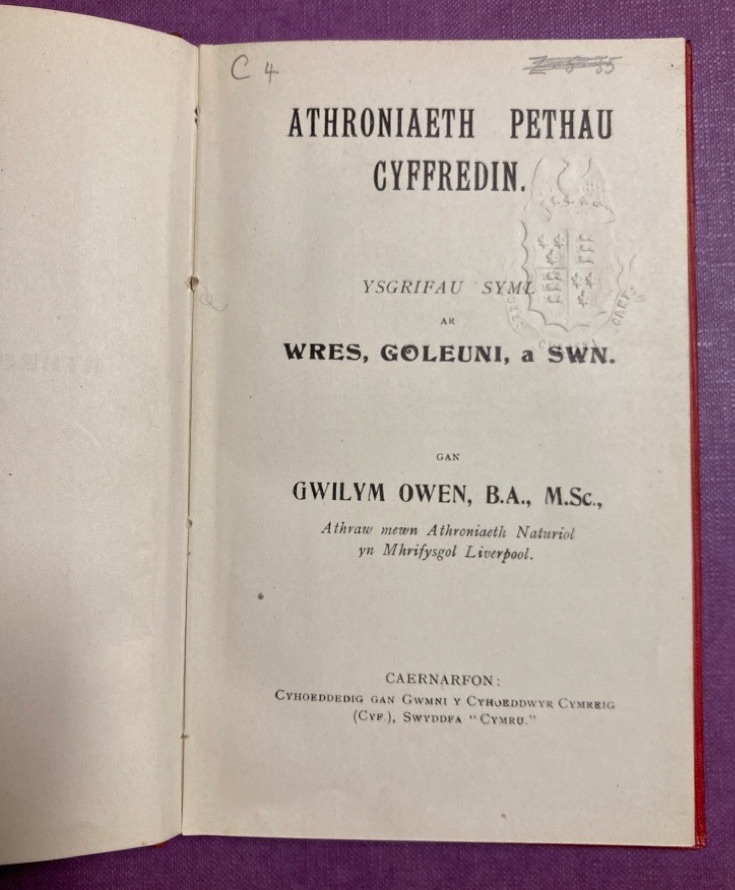 C 4
ATHRONIAETH PETHAU
CYFFREDIN.
YSGRIFAU SYML
AR
WRES, GOLEUNI, a SWN.
GAN
GWILYM OWEN, B.A., M.Sc.,
Athraw mewn Athroniaeth Naturiol
yn Mhrifysgol Liverpool.
CAERNARFON:
CYHOEDDEDIG GAN GWMNI Y CYHOEDDWYR CYMREIG
(CYF.), SWYDDFA "CYMRU."